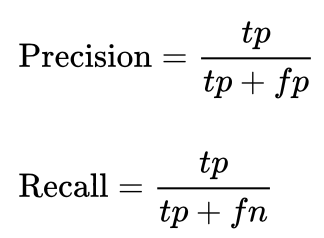 Precision = tp / (tp + fp)
Recall = tp / (tp + fn)